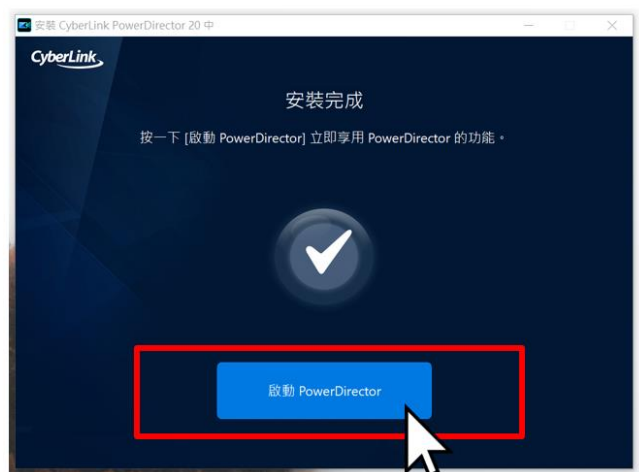 安裝 CyberLink PowerDirector 20 中
CyberLink
安裝完成
按一下 [啟動 PowerDirector] 立即享用 PowerDirector 的功能。
啟動 PowerDirector